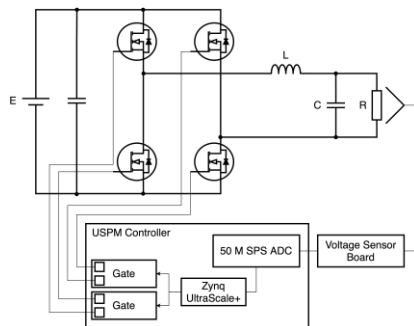 L
E
C
R
USPM Controller
50 M SPS ADC
Voltage Sensor
Board
Gate
Zynq
UltraScale+
Gate